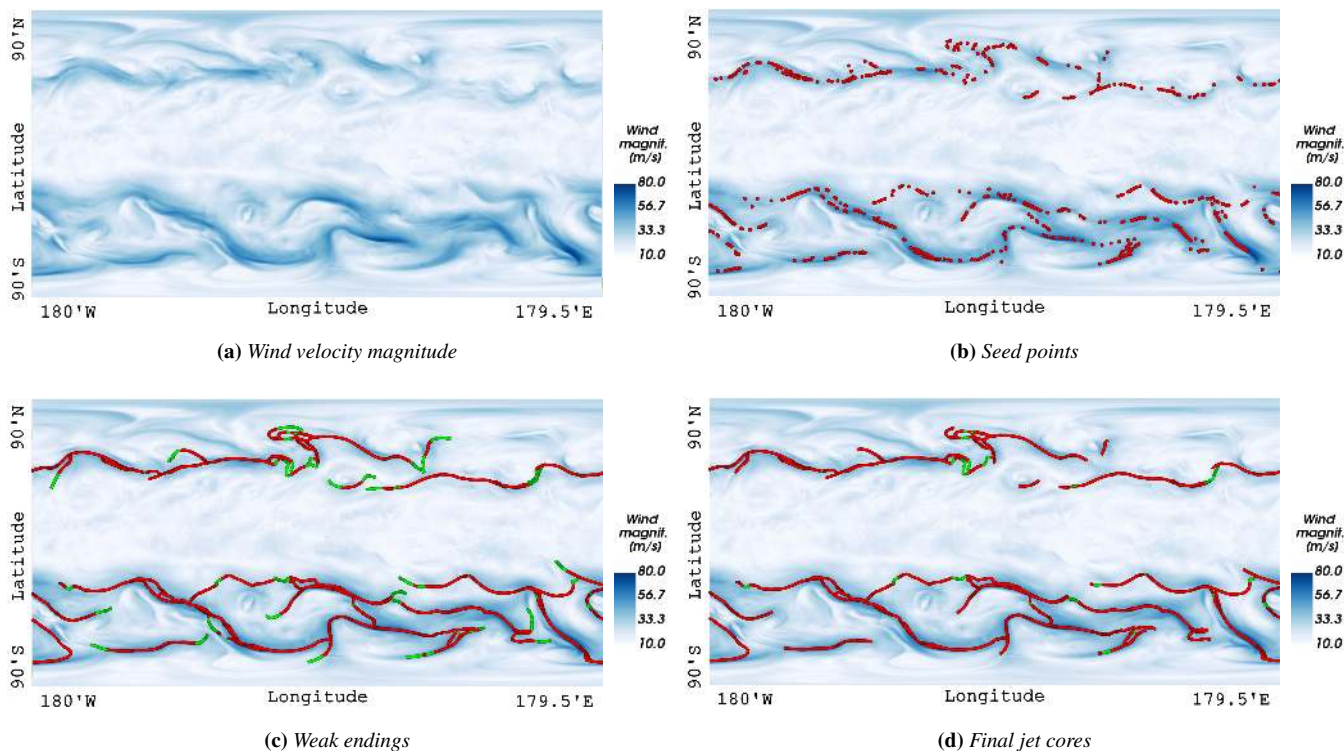 90'N
Latitude
90'S
180'W
Longitude
179.5'E
Wind
magnit.
(m/s)
80.0
56.7
33.3
10.0
(a) Wind velocity magnitude
90'N
Latitude
90'S
180'W
Longitude
179.5'E
Wind
magnit.
(m/s)
80.0
56.7
33.3
10.0
(b) Seed points
90'N
Latitude
90'S
180'W
Longitude
179.5'E
Wind
magnit.
(m/s)
80.0
56.7
33.3
10.0
(c) Weak endings
90'N
Latitude
90'S
180'W
Longitude
179.5'E
Wind
magnit.
(m/s)
80.0
56.7
33.3
10.0
(d) Final jet cores